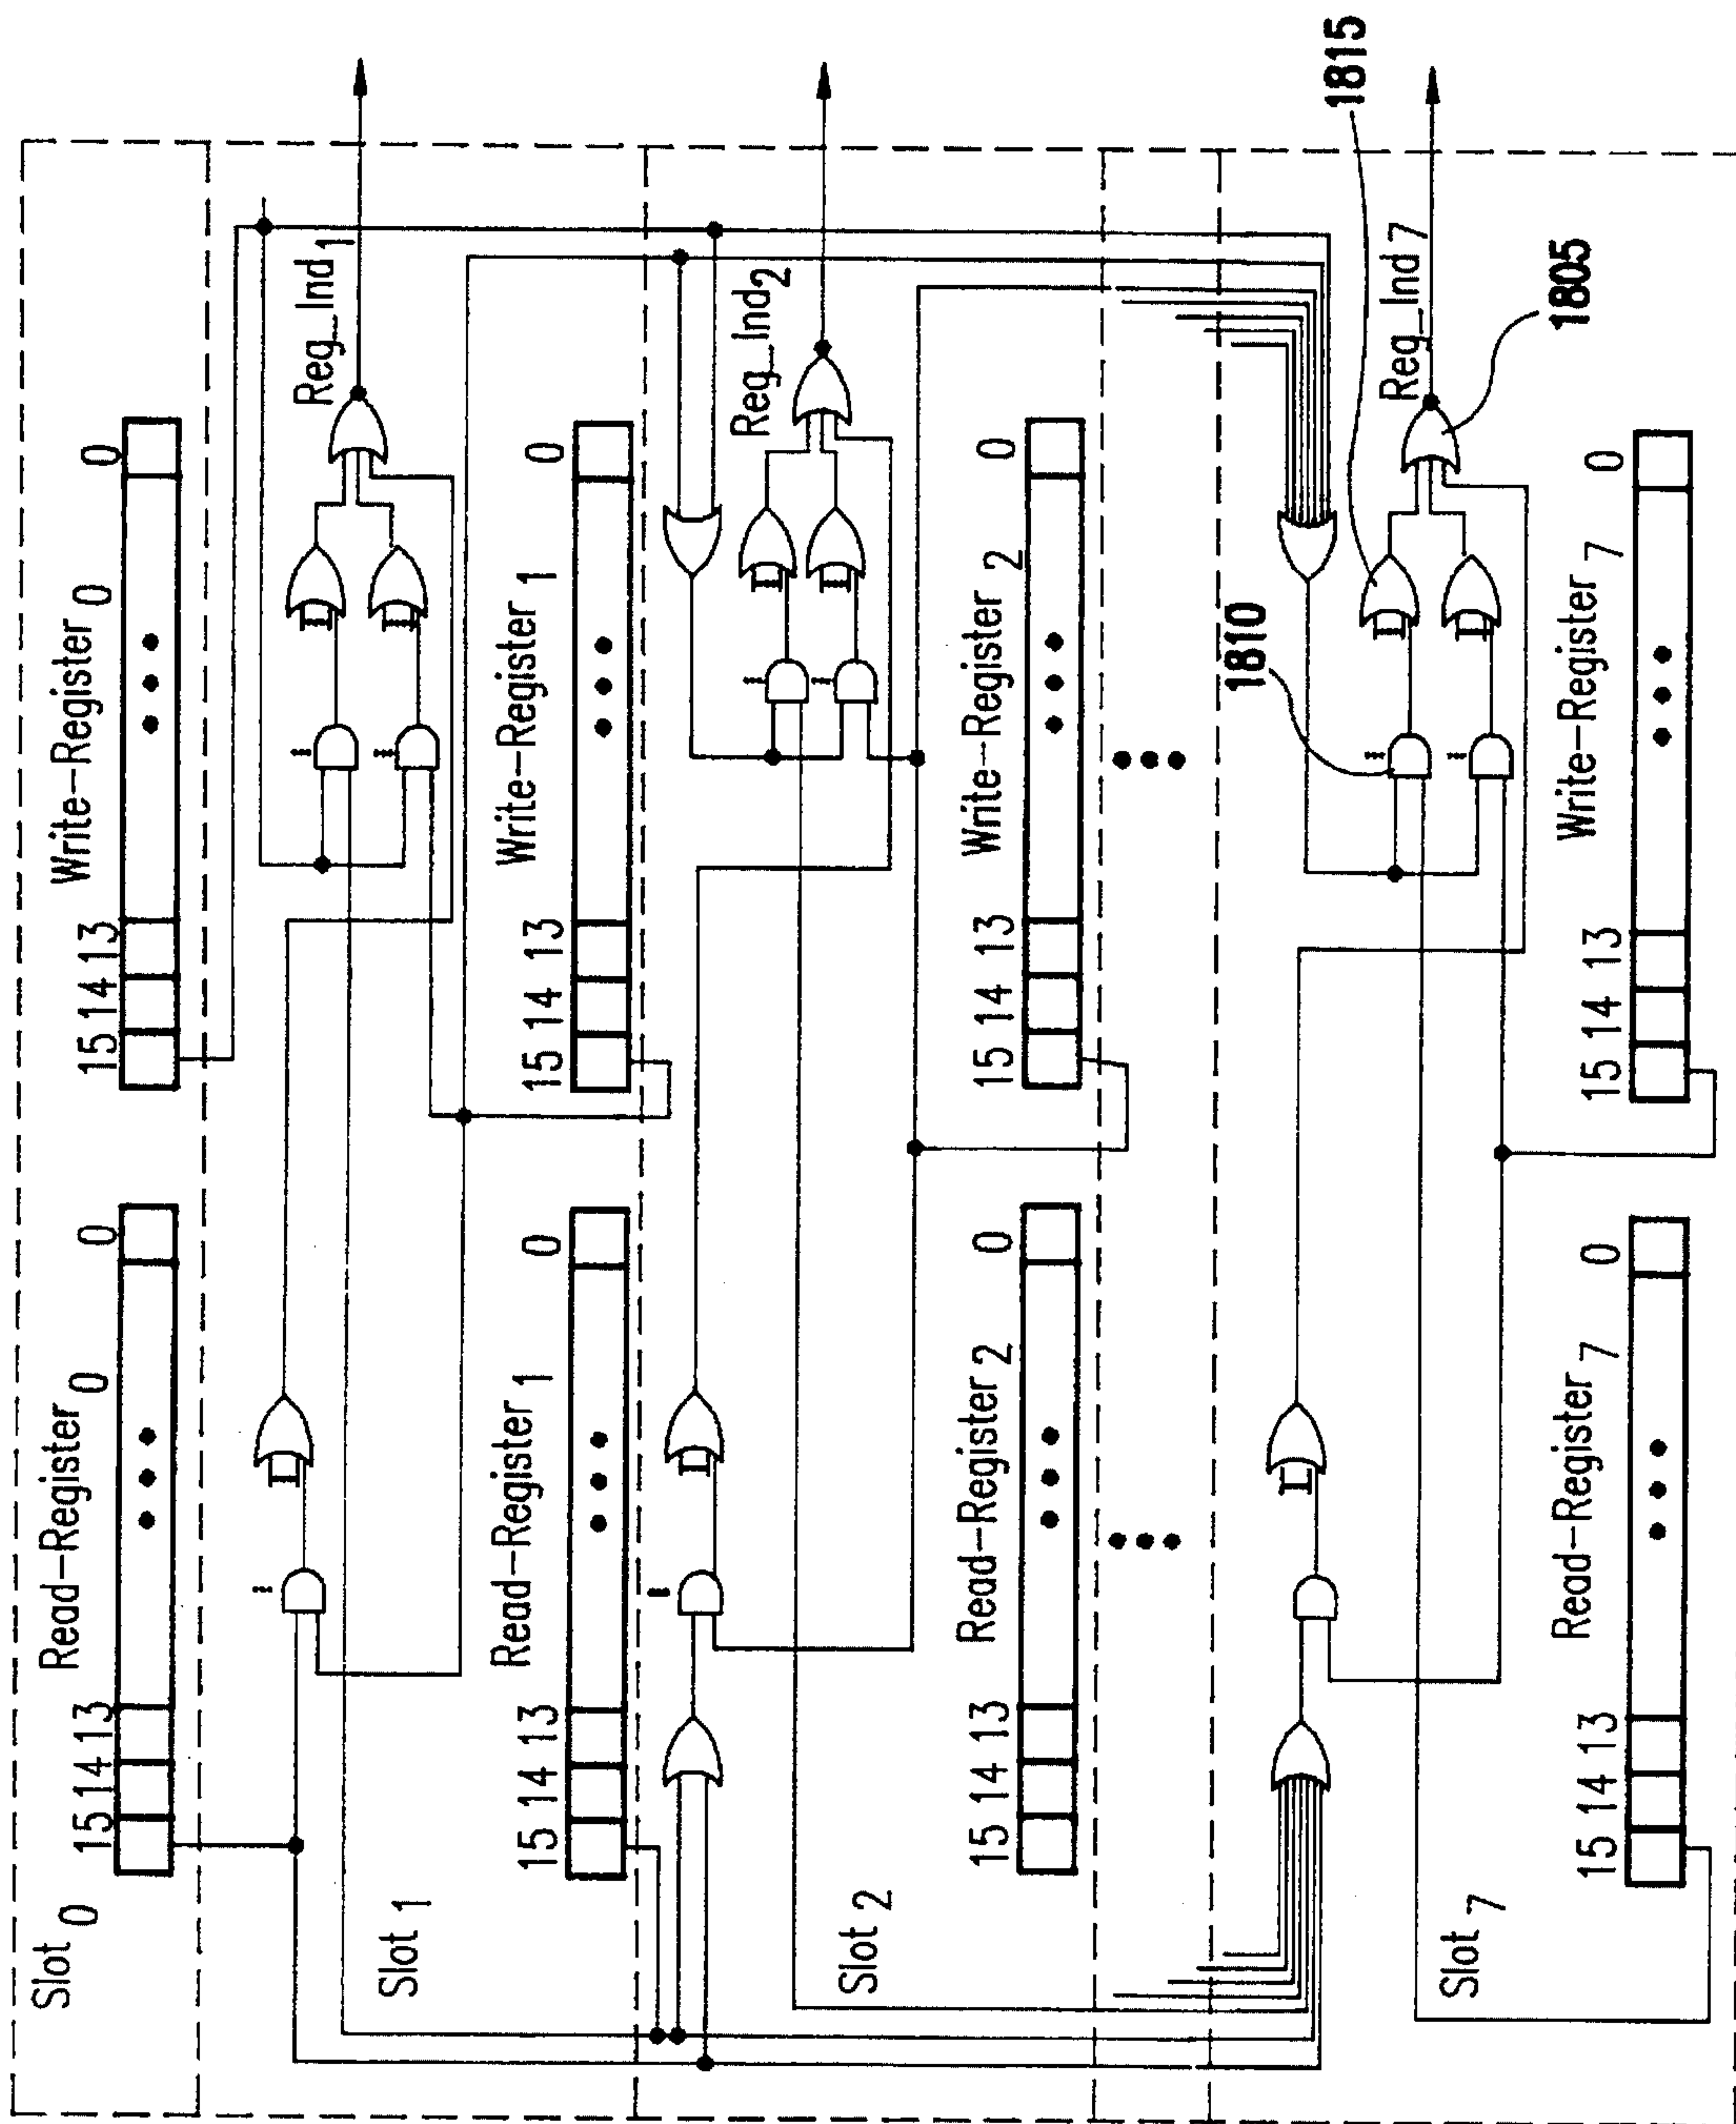 Slot 0
Read-Register 0
15 14 13 0
Write-Register 0
15 14 13 0
Slot 1
Reg_Ind 1
Read-Register 1
15 14 13 0
Write-Register 1
15 14 13 0
Slot 2
Reg_Ind 2
Read-Register 2
15 14 13 0
Write-Register 2
15 14 13 0
Slot 7
1810
1815
Reg_Ind 7
1805
Read-Register 7
15 14 13 0
Write-Register 7
15 14 13 0